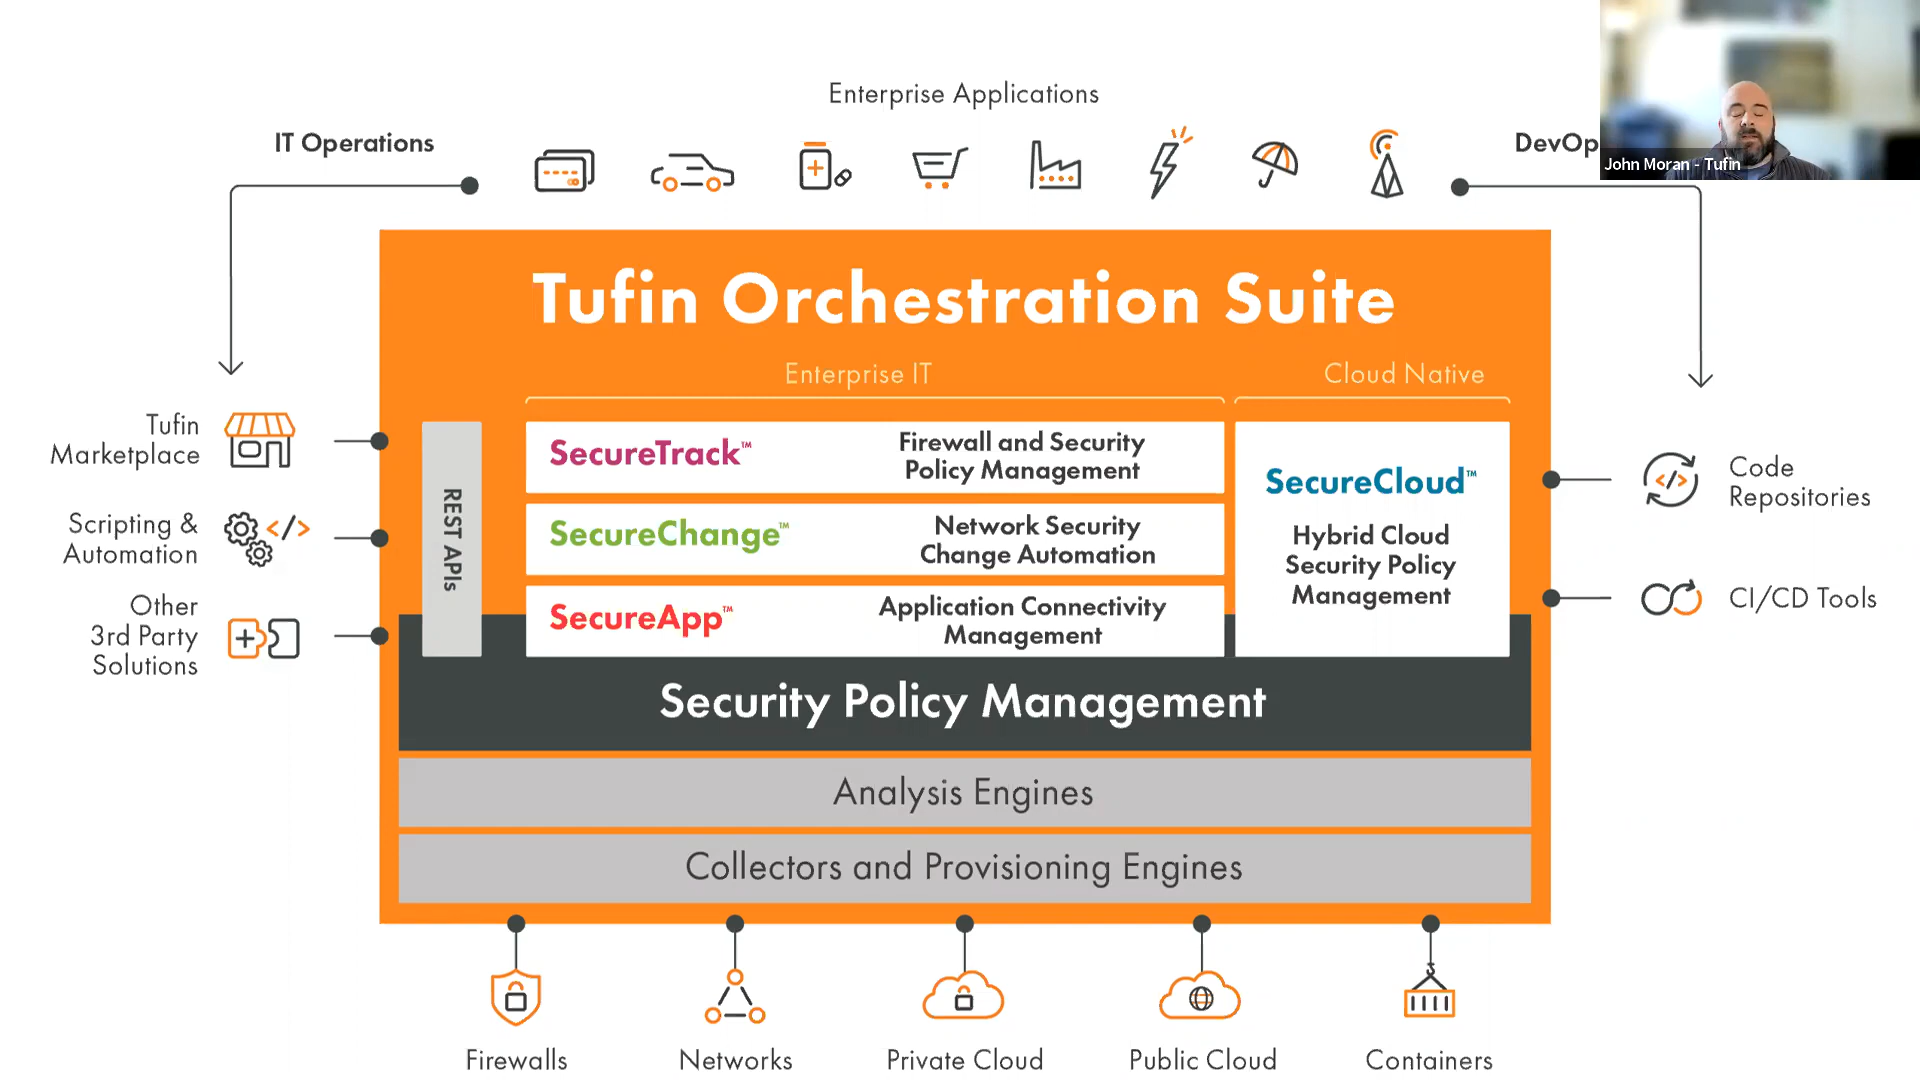 Enterprise Applications
IT Operations
DevOp
John Moran - Tufin
Tufin Orchestration Suite
Enterprise IT
Cloud Native
Tufin
Marketplace
Scripting &
Automation
Other
3rd Party
Solutions
REST APIs
SecureTrack™
Firewall and Security
Policy Management
SecureChange™
Network Security
Change Automation
SecureApp™
Application Connectivity
Management
SecureCloud™
Hybrid Cloud
Security Policy
Management
Code
Repositories
CI/CD Tools
Security Policy Management
Analysis Engines
Collectors and Provisioning Engines
Firewalls
Networks
Private Cloud
Public Cloud
Containers